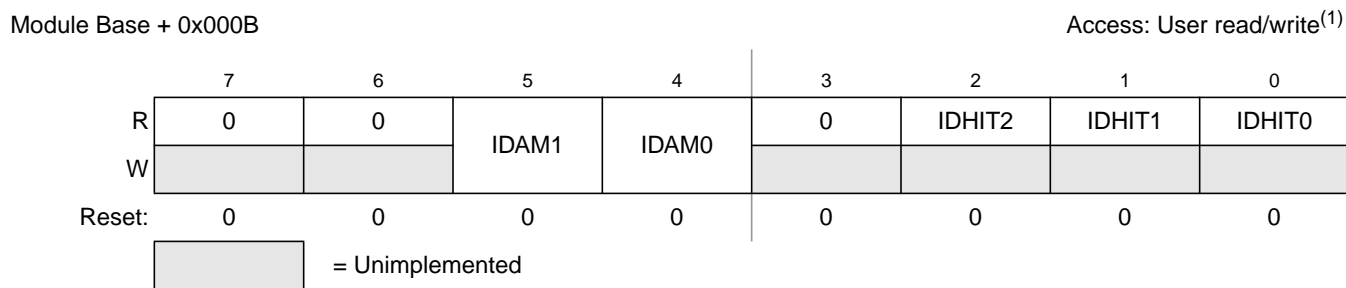 Module Base + 0x000B Access: User read/write(1)
7 6 5 4 3 2 1 0
R 0 0 IDAM1 IDAM0 0 IDHIT2 IDHIT1 IDHIT0
W
Reset: 0 0 0 0 0 0 0 0
= Unimplemented